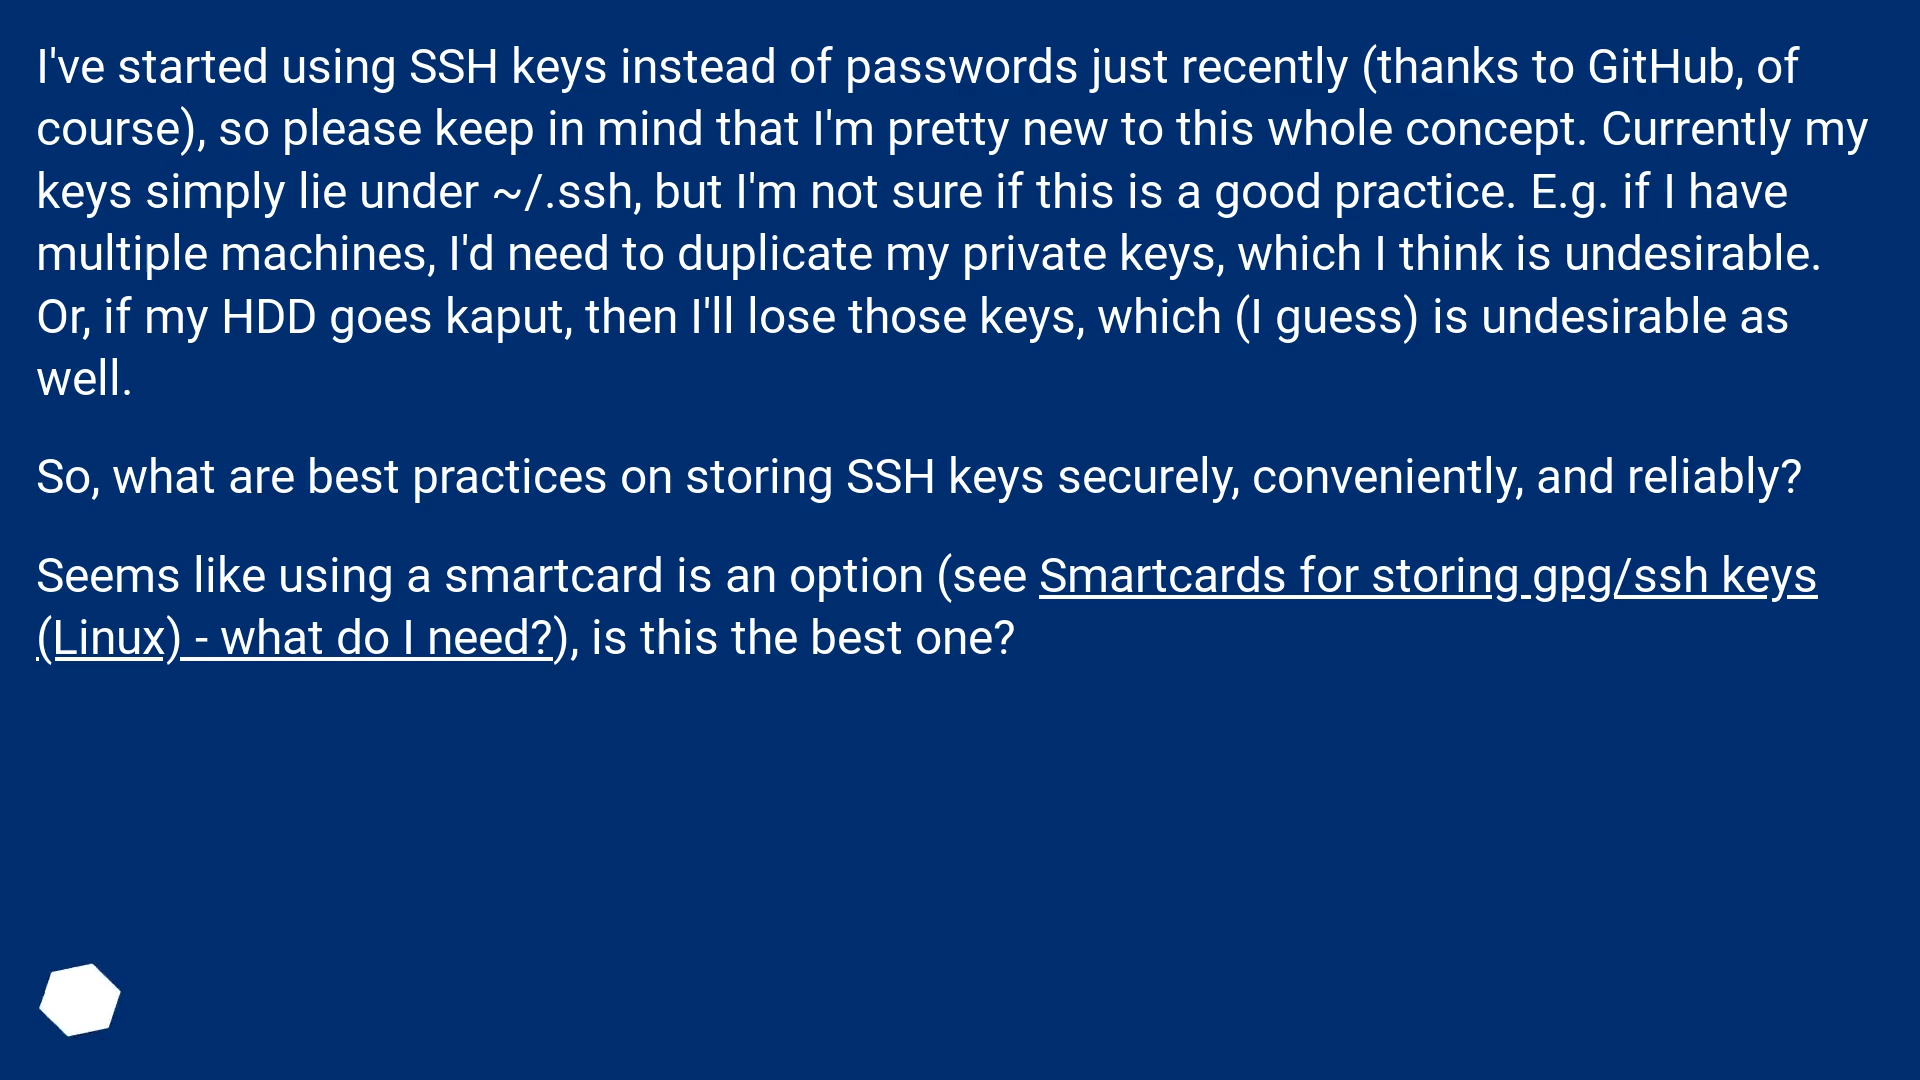 I've started using SSH keys instead of passwords just recently (thanks to GitHub, of
course), so please keep in mind that I'm pretty new to this whole concept. Currently my
keys simply lie under ~/.ssh, but I'm not sure if this is a good practice. E.g. if I have
multiple machines, I'd need to duplicate my private keys, which I think is undesirable.
Or, if my HDD goes kaput, then I'll lose those keys, which (I guess) is undesirable as
well.
So, what are best practices on storing SSH keys securely, conveniently, and reliably?
Seems like using a smartcard is an option (see Smartcards for storing gpg/ssh keys
(Linux) - what do I need?), is this the best one?